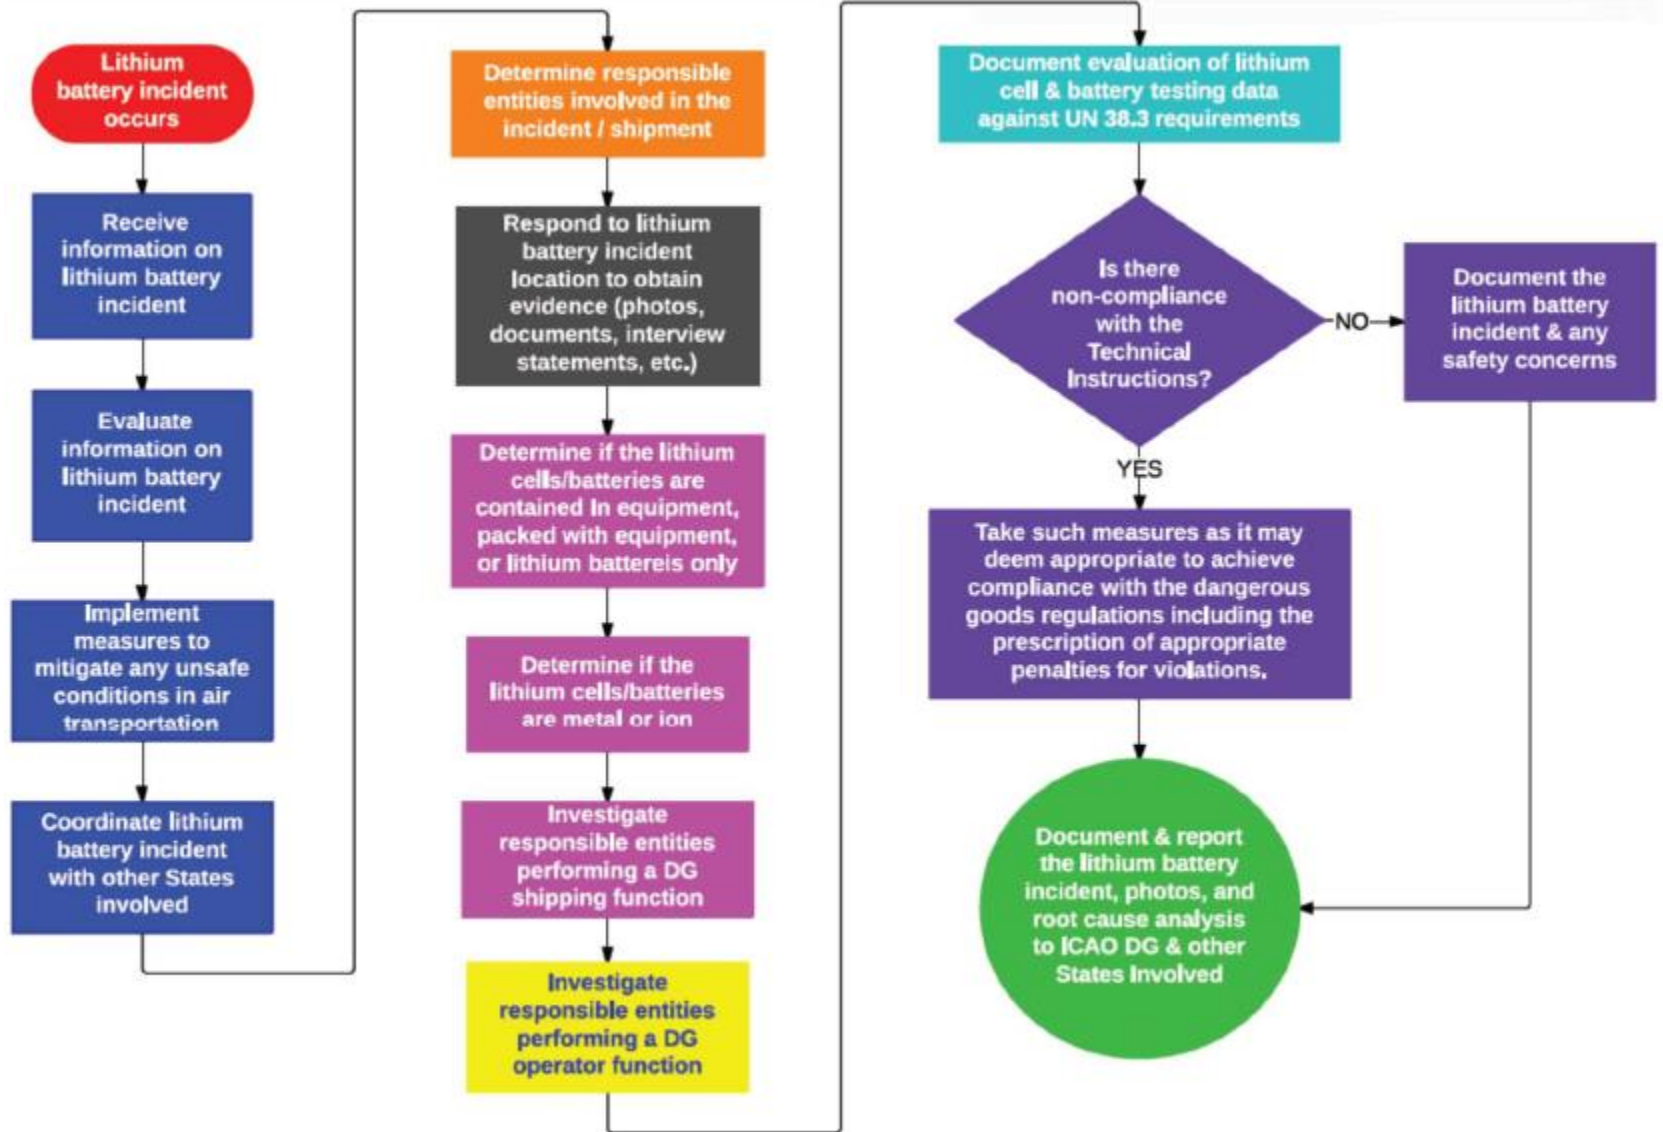 Lithium
battery incident
occurs
Receive
information on
lithium battery
incident
Evaluate
information on
lithium battery
incident
Implement
measures to
mitigate any unsafe
conditions in air
transportation
Coordinate lithium
battery incident
with other States
involved
Determine responsible
entities involved in the
incident / shipment
Respond to lithium
battery incident
location to obtain
evidence (photos,
documents, interview
statements, etc.)
Determine if the lithium
cells/batteries are
contained In equipment,
packed with equipment,
or lithium battereis only
Determine if the
lithium cells/batteries
are metal or ion
Investigate
responsible entities
performing a DG
shipping function
Investigate
responsible entities
performing a DG
operator function
Document evaluation of lithium
cell & battery testing data
against UN 38.3 requirements
Is there
non-compliance
with the
Technical
Instructions?
NO
Document the
lithium battery
incident & any
safety concerns
YES
Take such measures as it may
deem appropriate to achieve
compliance with the dangerous
goods regulations including the
prescription of appropriate
penalties for violations.
Document & report
the lithium battery
incident, photos, and
root cause analysis
to ICAO DG & other
States Involved